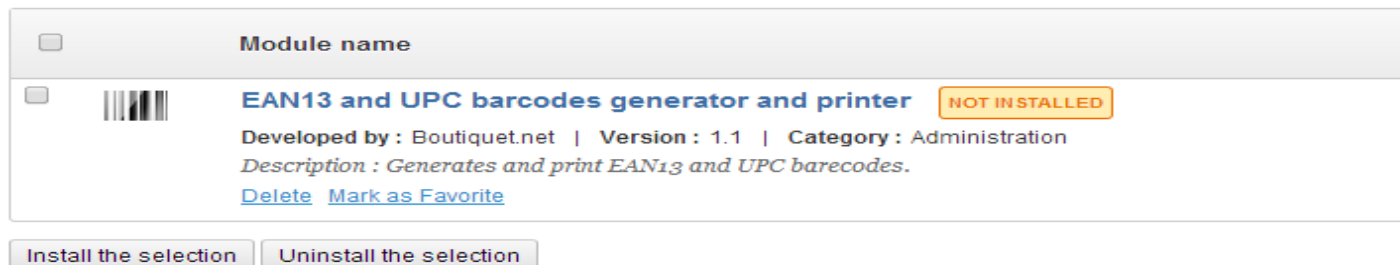 Module name
EAN13 and UPC barcodes generator and printer NOT INSTALLED
Developed by : Boutiquet.net | Version : 1.1 | Category : Administration
Description : Generates and print EAN13 and UPC barecodes.
Delete Mark as Favorite
Install the selection Uninstall the selection